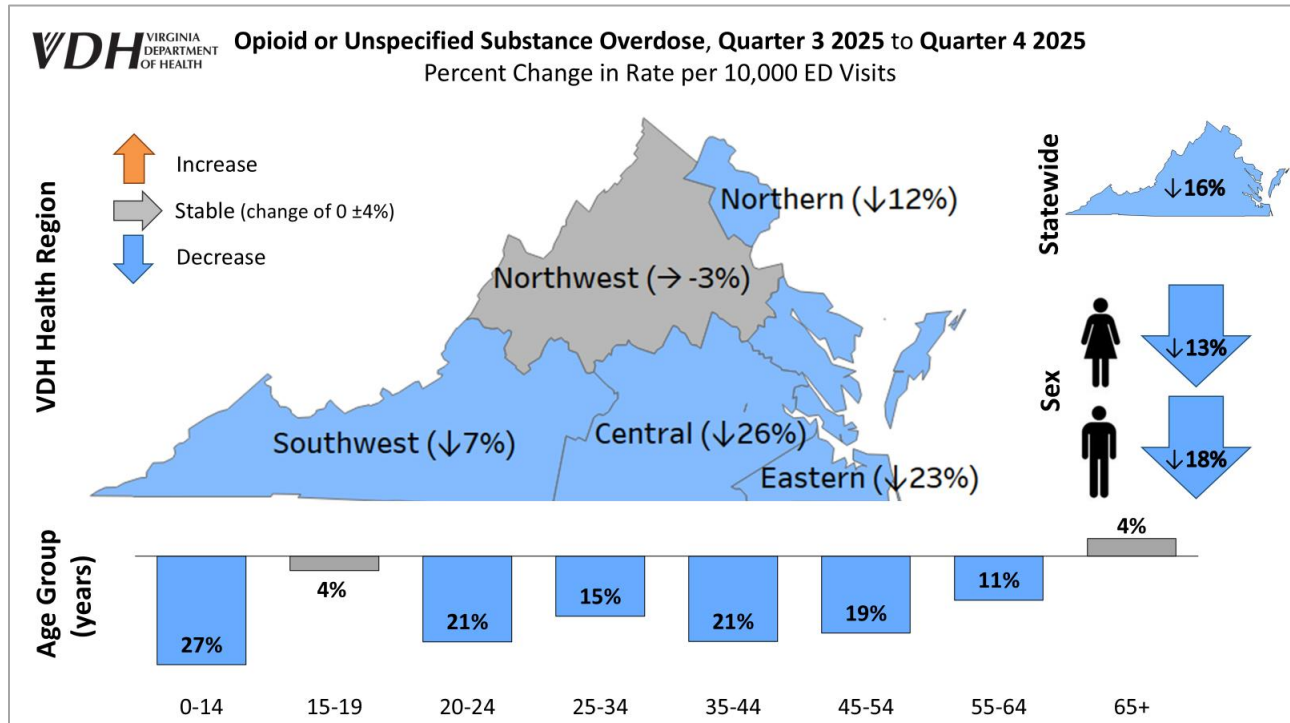 VDH VIRGINIA
DEPARTMENT
OF HEALTH
Opioid or Unspecified Substance Overdose, Quarter 3 2025 to Quarter 4 2025
Percent Change in Rate per 10,000 ED Visits
VDH Health Region
Increase
Stable (change of 0 ±4%)
Decrease
Northern (↓12%)
Northwest (→ -3%)
Southwest (↓7%)
Central (↓26%)
Eastern (↓23%)
Statewide
↓16%
Sex
↓13%
↓18%
Age Group
(years)
27%
4%
21%
15%
21%
19%
11%
4%
0-14
15-19
20-24
25-34
35-44
45-54
55-64
65+